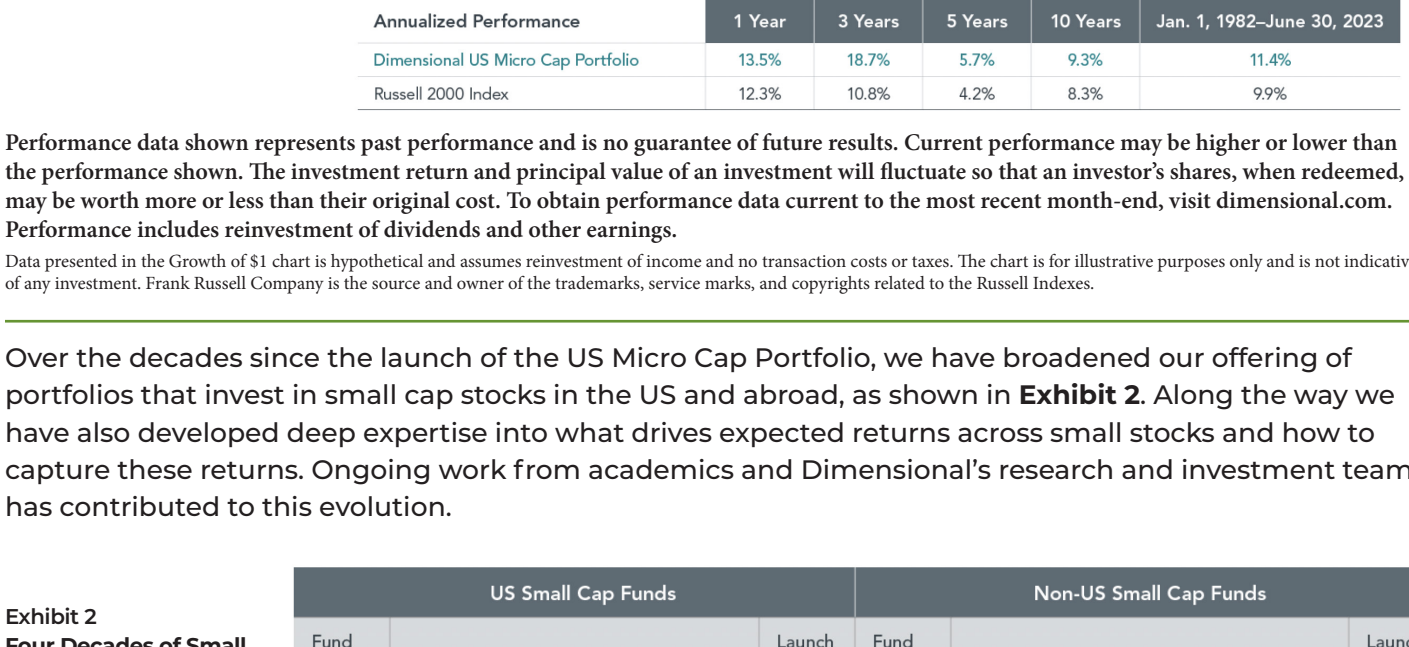 Annualized Performance 1 Year 3 Years 5 Years 10 Years Jan. 1, 1982–June 30, 2023
Dimensional US Micro Cap Portfolio 13.5% 18.7% 5.7% 9.3% 11.4%
Russell 2000 Index 12.3% 10.8% 4.2% 8.3% 9.9%
Performance data shown represents past performance and is no guarantee of future results. Current performance may be higher or lower than
the performance shown. The investment return and principal value of an investment will fluctuate so that an investor’s shares, when redeemed,
may be worth more or less than their original cost. To obtain performance data current to the most recent month-end, visit dimensional.com.
Performance includes reinvestment of dividends and other earnings.
Data presented in the Growth of $1 chart is hypothetical and assumes reinvestment of income and no transaction costs or taxes. The chart is for illustrative purposes only and is not indicativ
of any investment. Frank Russell Company is the source and owner of the trademarks, service marks, and copyrights related to the Russell Indexes.
Over the decades since the launch of the US Micro Cap Portfolio, we have broadened our offering of
portfolios that invest in small cap stocks in the US and abroad, as shown in Exhibit 2. Along the way we
have also developed deep expertise into what drives expected returns across small stocks and how to
capture these returns. Ongoing work from academics and Dimensional’s research and investment team
has contributed to this evolution.
US Small Cap Funds Non-US Small Cap Funds
Exhibit 2
Four Decades of Small
Fund Launch Fund Launc